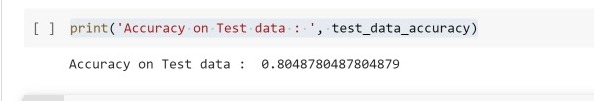 [ ] print('Accuracy on Test data : ', test_data_accuracy)
Accuracy on Test data :  0.8048780487804879